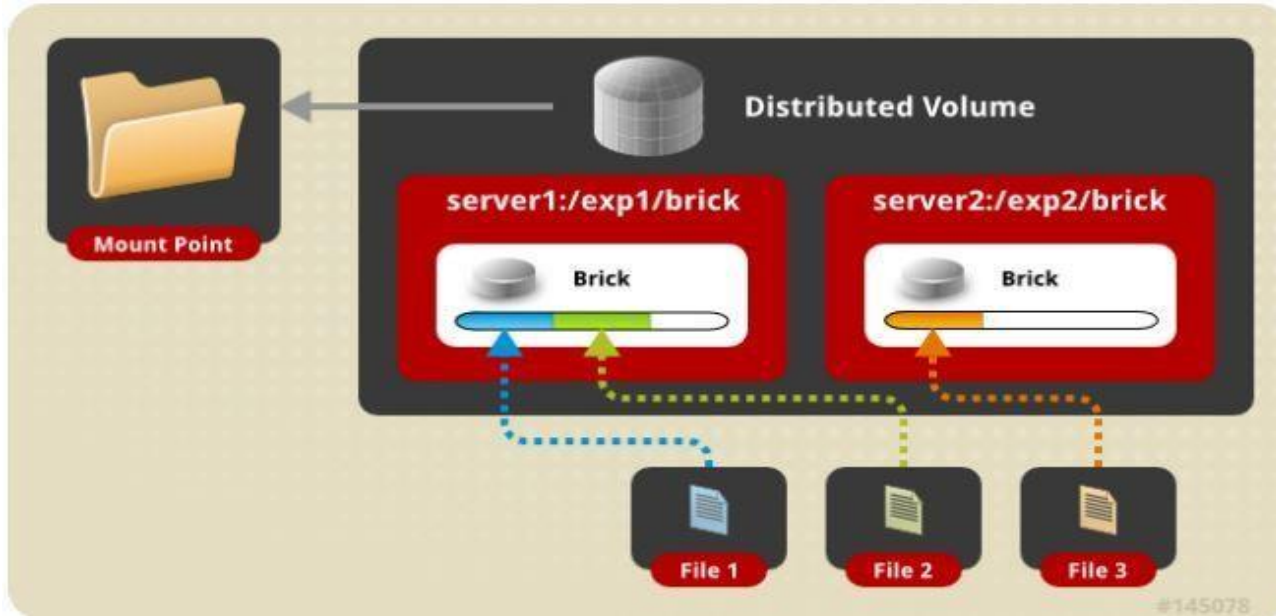 Distributed Volume
server1:/exp1/brick
server2:/exp2/brick
Mount Point
Brick
Brick
File 1
File 2
File 3
#145078